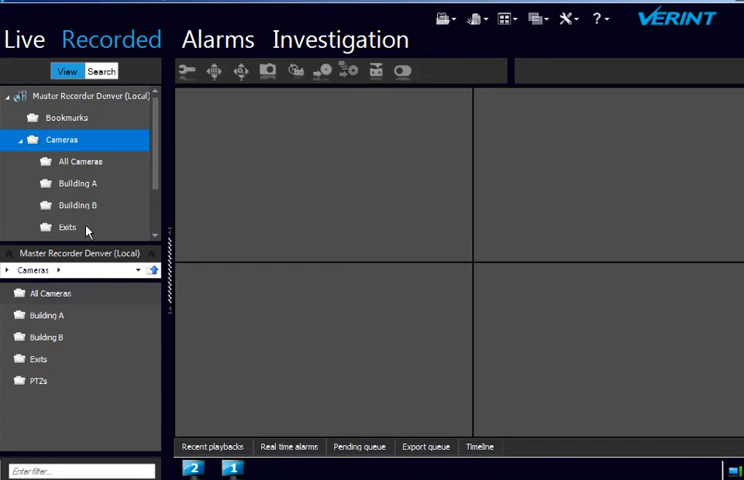 Live Recorded Alarms Investigation
? VERINT
View Search
Master Recorder Denver (Local)
Bookmarks
Cameras
All Cameras
Building A
Building B
Exits
Master Recorder Denver (Local)
Cameras
All Cameras
Building A
Building B
Exits
PTZs
Recent playbacks Real time alarms Pending queue Export queue Timeline
Enter filter...
2 1